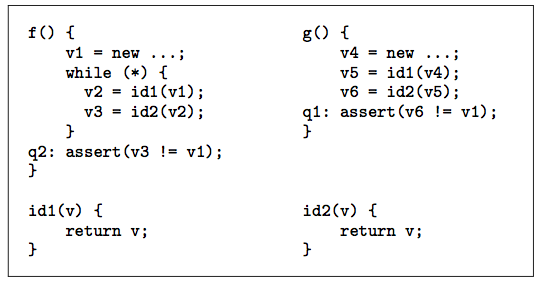 f() {
    v1 = new ...;
    while (*) {
      v2 = id1(v1);
      v3 = id2(v2);
    }
q2: assert(v3 != v1);
}
id1(v) {
    return v;
}
g() {
    v4 = new ...;
    v5 = id1(v4);
    v6 = id2(v5);
q1: assert(v6 != v1);
}
id2(v) {
    return v;
}